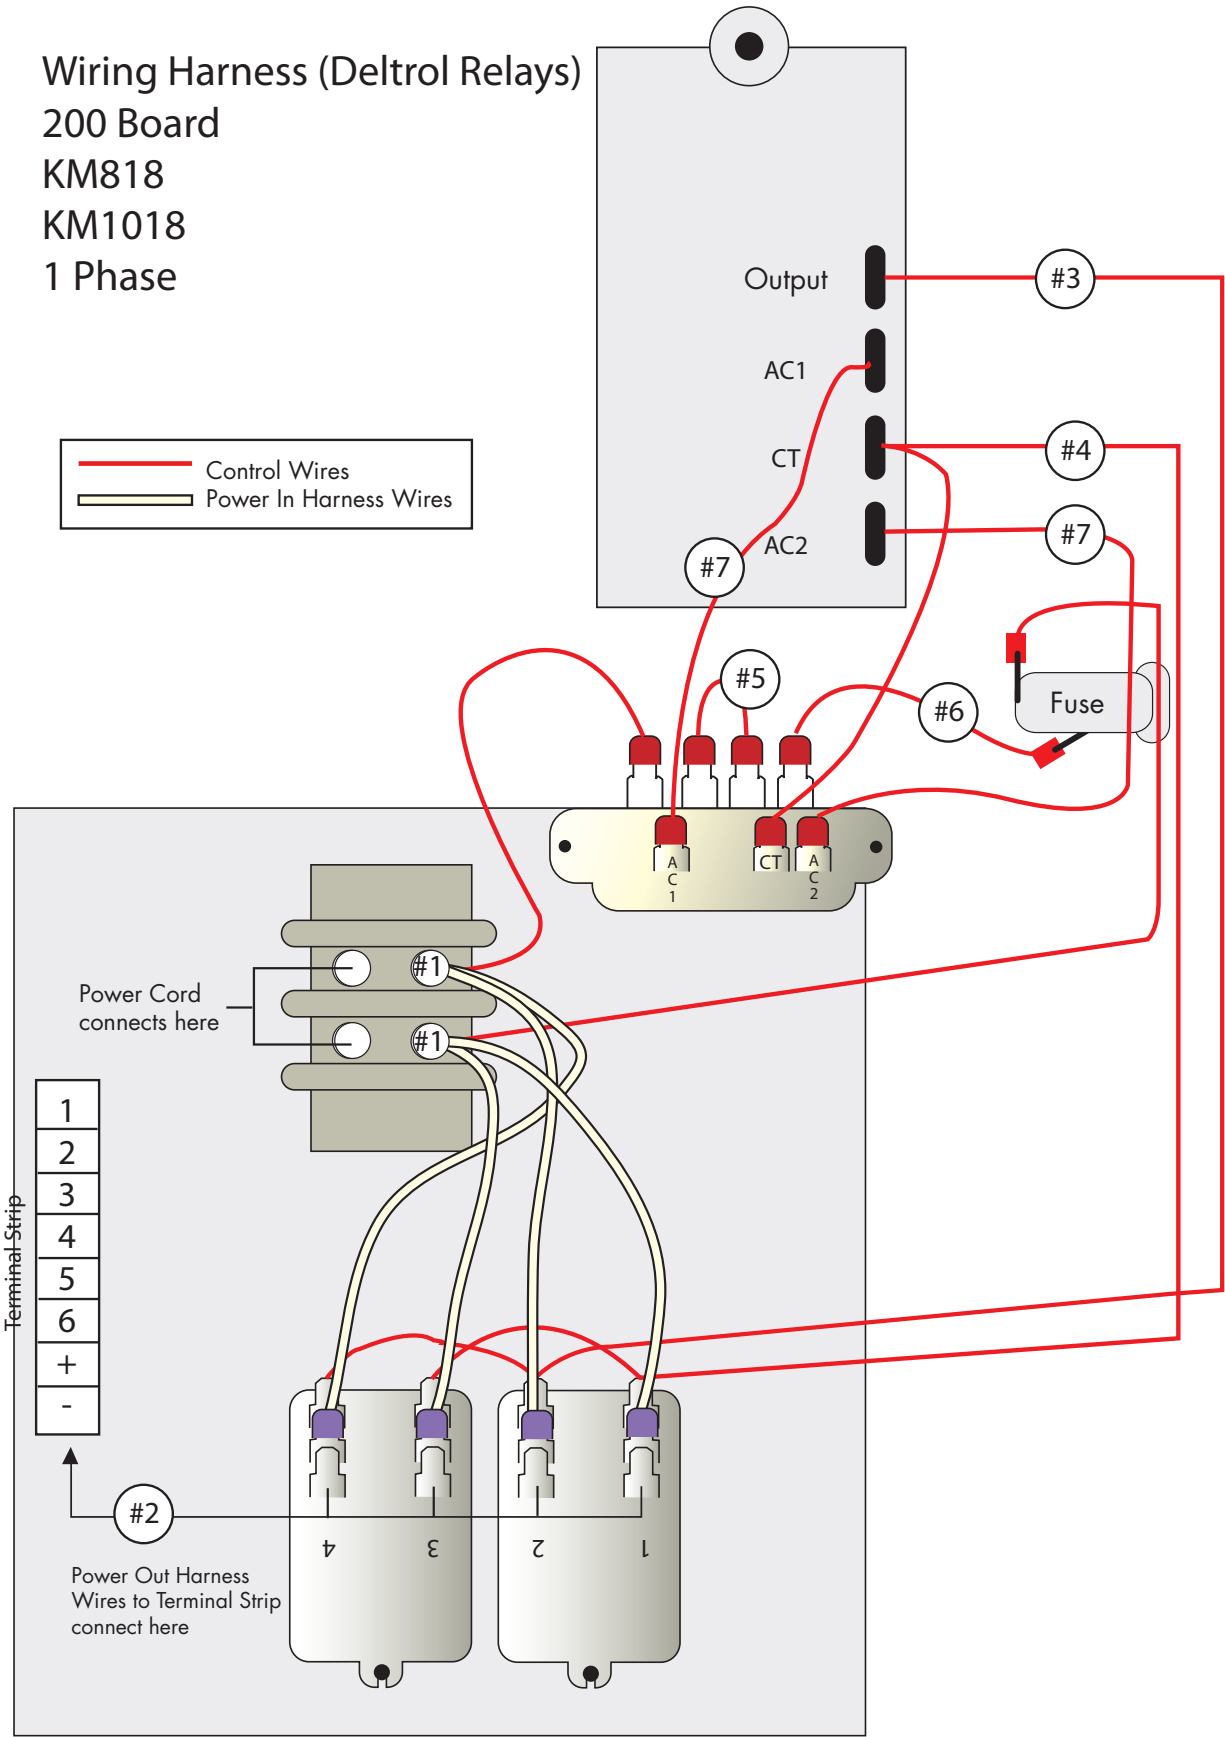 Wiring Harness (Deltrol Relays)
200 Board
KM818
KM1018
1 Phase
Output
#3
AC1
Control Wires
Power In Harness Wires
CT
#4
AC2
#7
#7
#5
#6
Fuse
AC1
CT
AC2
#1
Power Cord
connects here
#1
Terminal Strip
1
2
3
4
5
6
+
-
#2
4
3
2
1
Power Out Harness
Wires to Terminal Strip
connect here